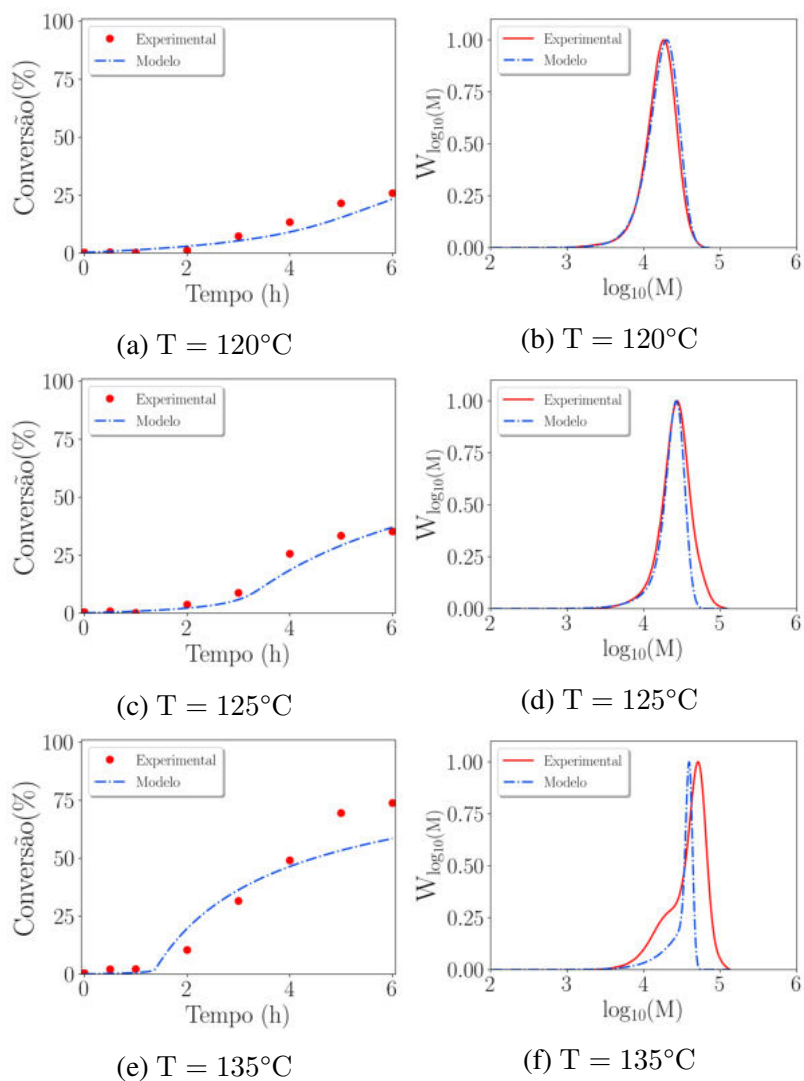 100
75
50
25
0
Conversão(%)
Experimental
Modelo
0
2
4
6
Tempo (h)
(a) T = 120°C
1.00
0.75
0.50
0.25
0.00
W_log10(M)
Experimental
Modelo
2
3
4
5
6
log10(M)
(b) T = 120°C
100
75
50
25
0
Conversão(%)
Experimental
Modelo
0
2
4
6
Tempo (h)
(c) T = 125°C
1.00
0.75
0.50
0.25
0.00
W_log10(M)
Experimental
Modelo
2
3
4
5
6
log10(M)
(d) T = 125°C
100
75
50
25
0
Conversão(%)
Experimental
Modelo
0
2
4
6
Tempo (h)
(e) T = 135°C
1.00
0.75
0.50
0.25
0.00
W_log10(M)
Experimental
Modelo
2
3
4
5
6
log10(M)
(f) T = 135°C